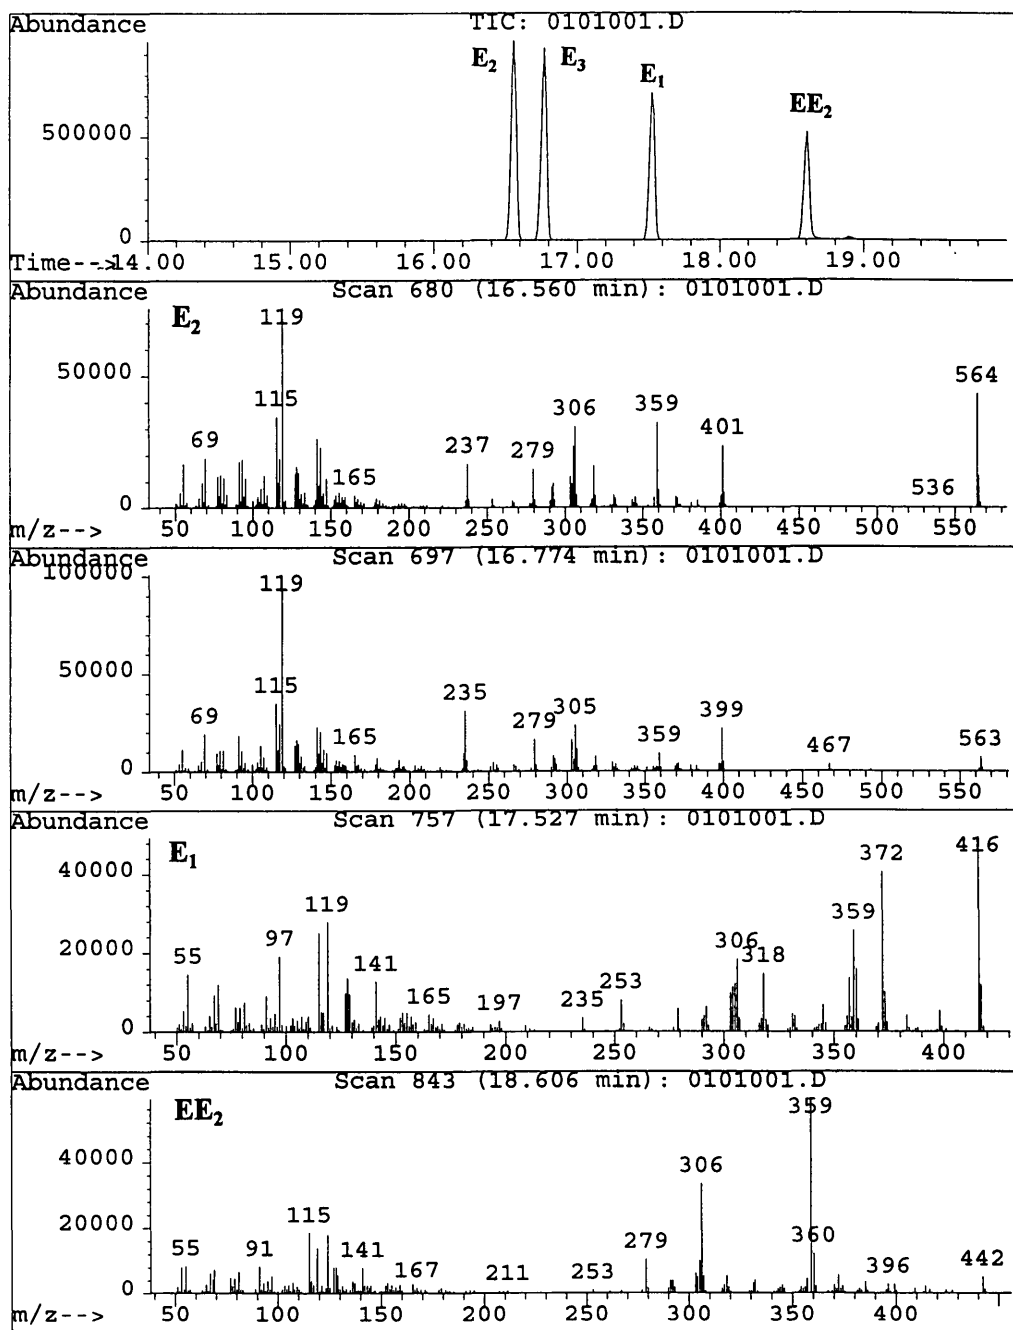 Abundance TIC: 0101001.D
E2 E3 E1 EE2
500000
0
Time--> 14.00 15.00 16.00 17.00 18.00 19.00
Abundance Scan 680 (16.560 min): 0101001.D
E2
119
50000
115 69 165 237 279 306 359 401 536 564
0
m/z--> 50 100 150 200 250 300 350 400 450 500 550
Abundance Scan 697 (16.774 min): 0101001.D
100000
119
50000
115 69 165 235 279 305 359 399 467 563
0
m/z--> 50 100 150 200 250 300 350 400 450 500 550
Abundance Scan 757 (17.527 min): 0101001.D
E1
40000
416 372 359 119 97 306 318 55 141 253 165 197 235
20000
0
m/z--> 50 100 150 200 250 300 350 400
Abundance Scan 843 (18.606 min): 0101001.D
EE2
359
40000
306
20000
115 360 279 55 91 141 167 211 253 396 442
0
m/z--> 50 100 150 200 250 300 350 400